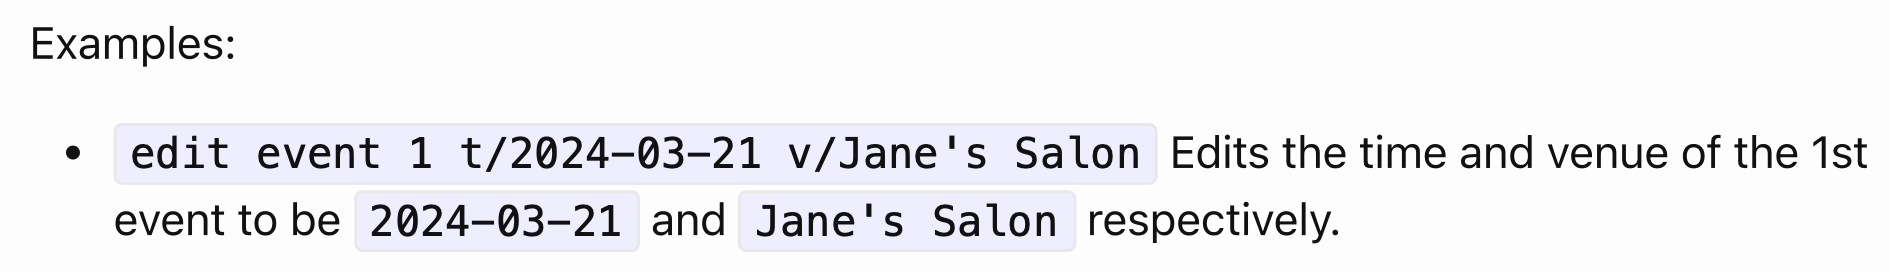 Examples:
• edit event 1 t/2024-03-21 v/Jane's Salon Edits the time and venue of the 1st
event to be 2024-03-21 and Jane's Salon respectively.